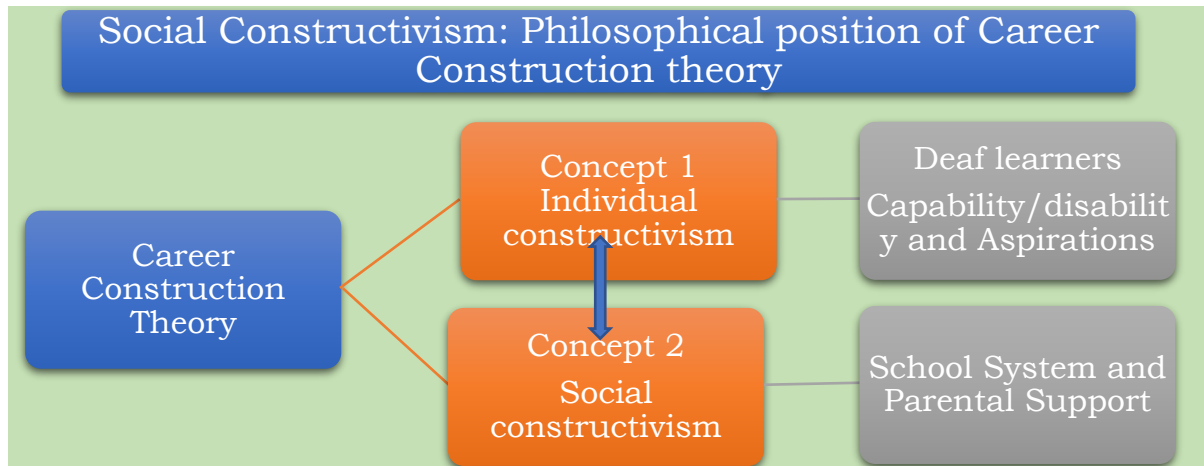 Social Constructivism: Philosophical position of Career
Construction theory
Career
Construction
Theory
Concept 1
Individual
constructivism
Concept 2
Social
constructivism
Deaf learners
Capability/disabilit
y and Aspirations
School System and
Parental Support